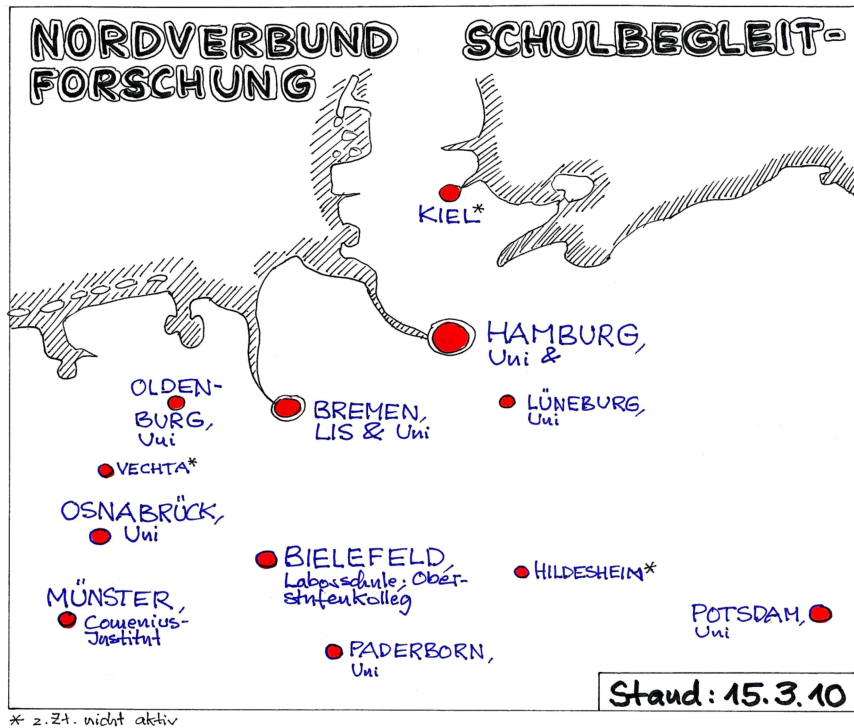 NORDVERBUND SCHULBEGLEIT-
FORSCHUNG
KIEL*
HAMBURG,
Uni &
OLDEN-
BURG,
Uni
BREMEN,
LIS & Uni
LÜNEBURG,
Uni
VECHTA*
OSNABRÜCK,
Uni
BIELEFELD,
Laborschule; Ober-
stufenkolleg
HILDESHEIM*
MÜNSTER,
Comenius-
Institut
PADERBORN,
Uni
POTSDAM,
Uni
Stand: 15.3.10
* z.Zt. nicht aktiv